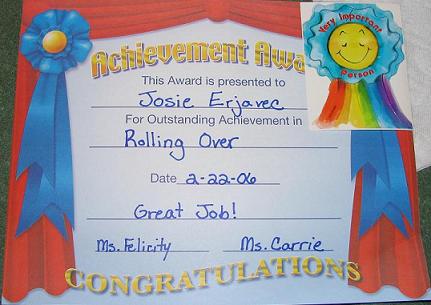 Achievement Awa
Very Important
Person
This Award is presented to
Josie Erjavec
For Outstanding Achievement in
Rolling Over
Date 2-22-06
Great Job!
Ms. Felicity Ms. Carrie
CONGRATULATIONS